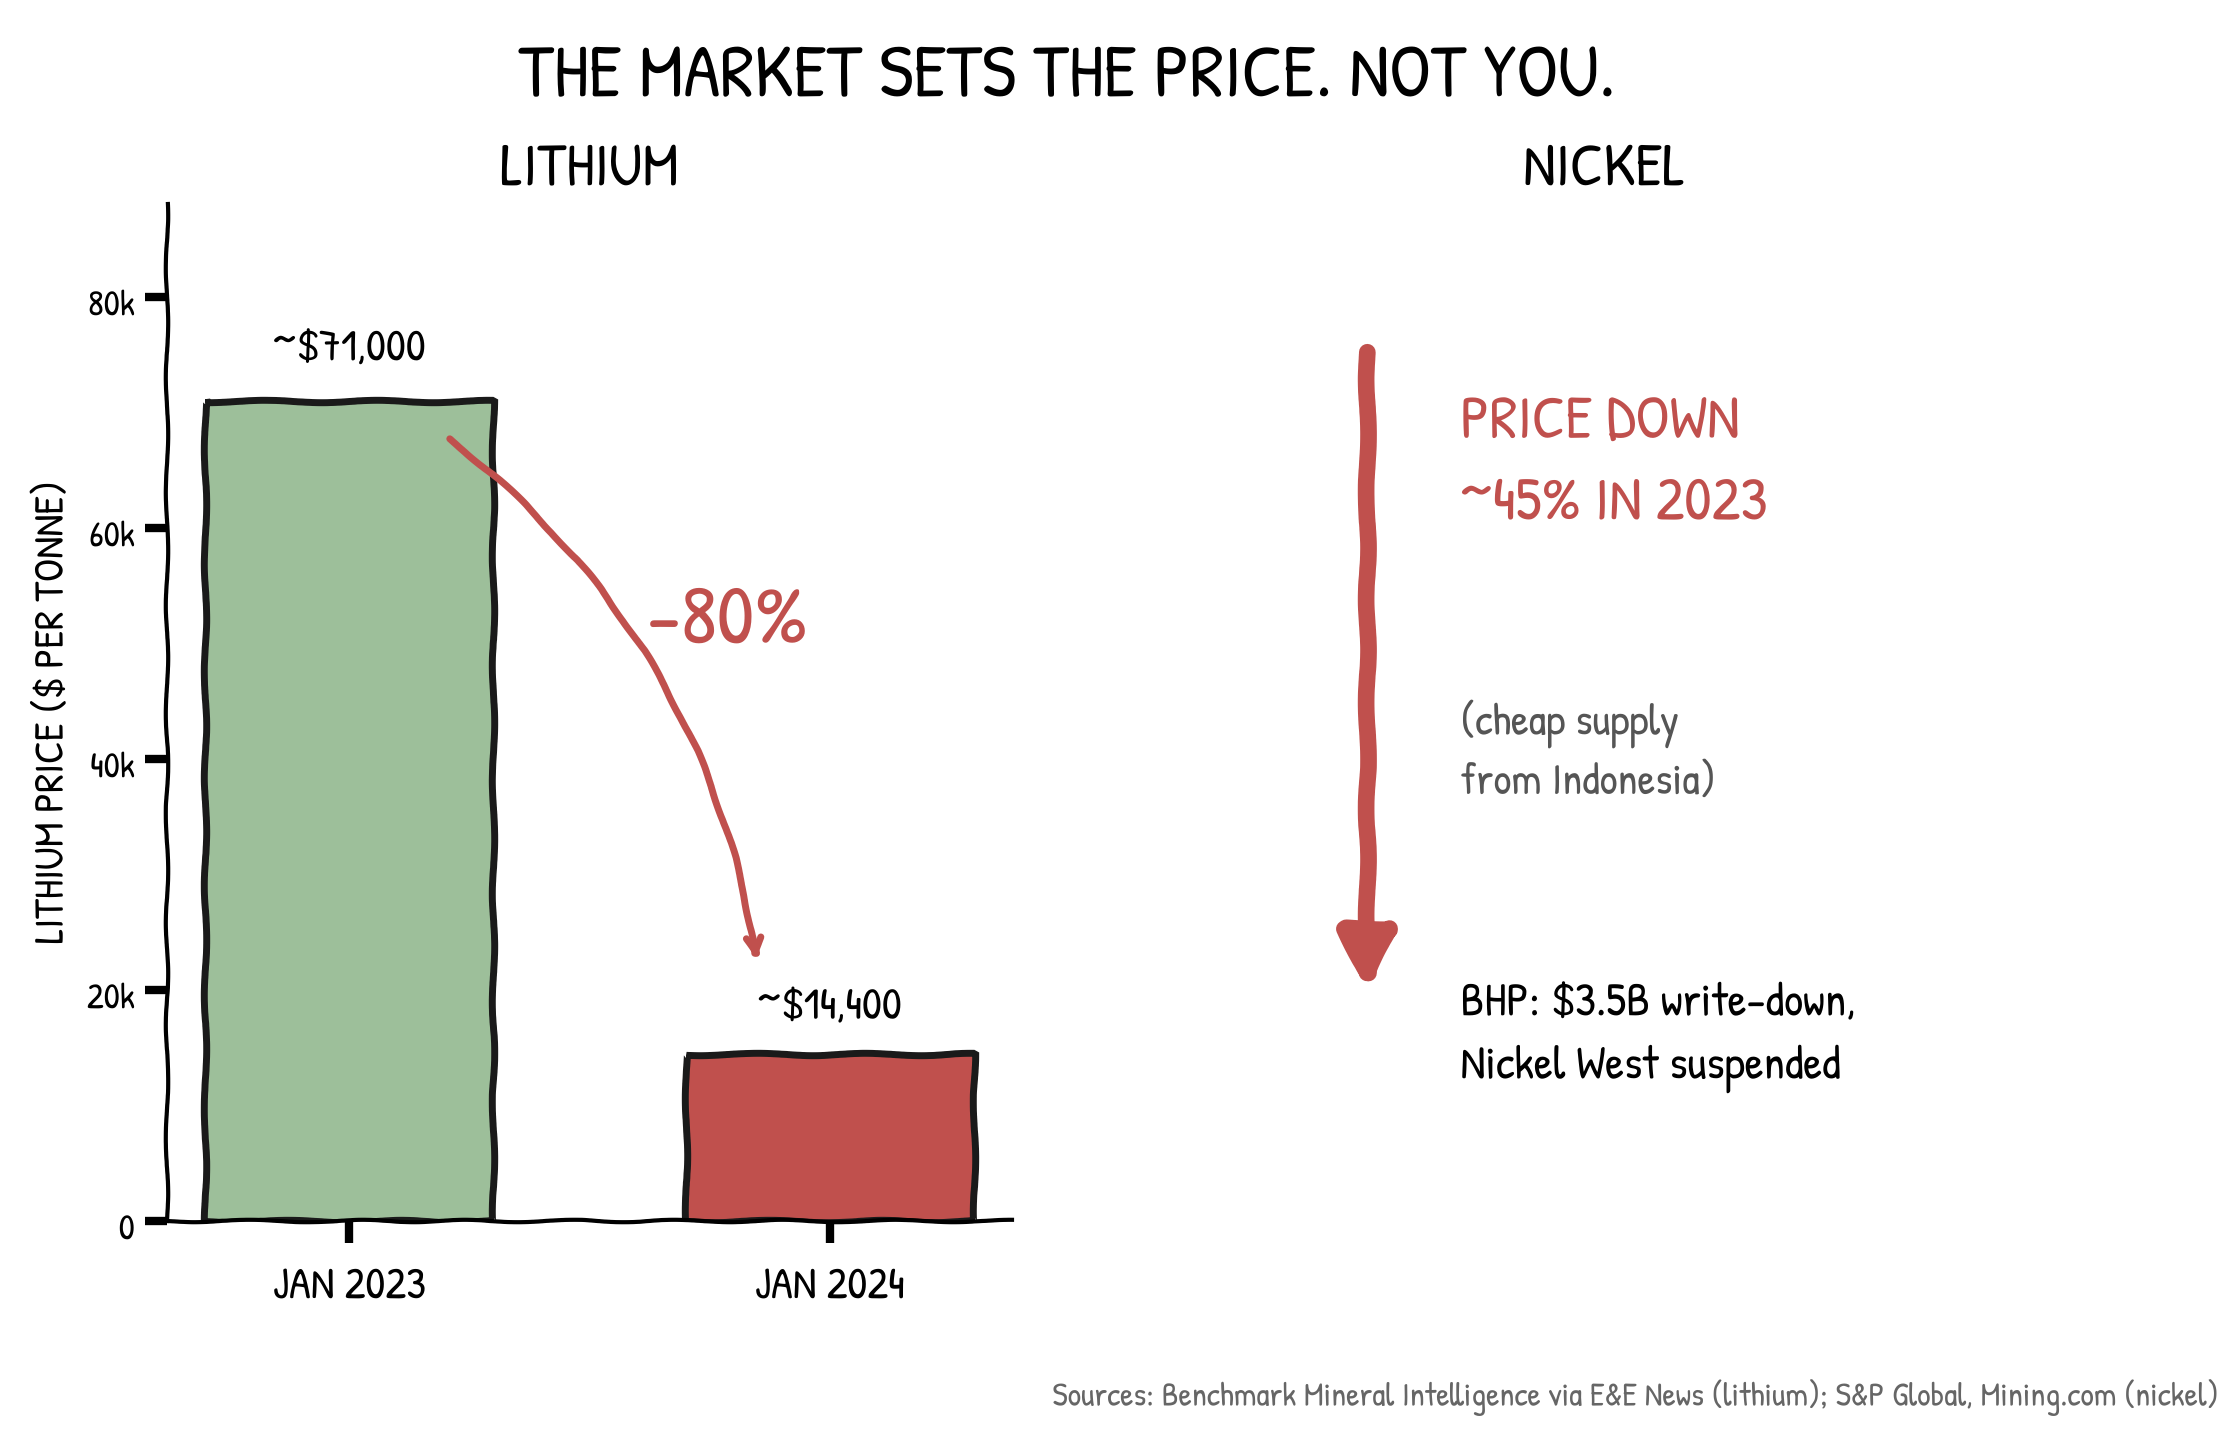 THE MARKET SETS THE PRICE. NOT YOU.
LITHIUM
LITHIUM PRICE ($ PER TONNE)
80k
60k
40k
20k
0
~$71,000
-80%
~$14,400
JAN 2023
JAN 2024
NICKEL
PRICE DOWN
~45% IN 2023
(cheap supply
from Indonesia)
BHP: $3.5B write-down,
Nickel West suspended
Sources: Benchmark Mineral Intelligence via E&E News (lithium); S&P Global, Mining.com (nickel)